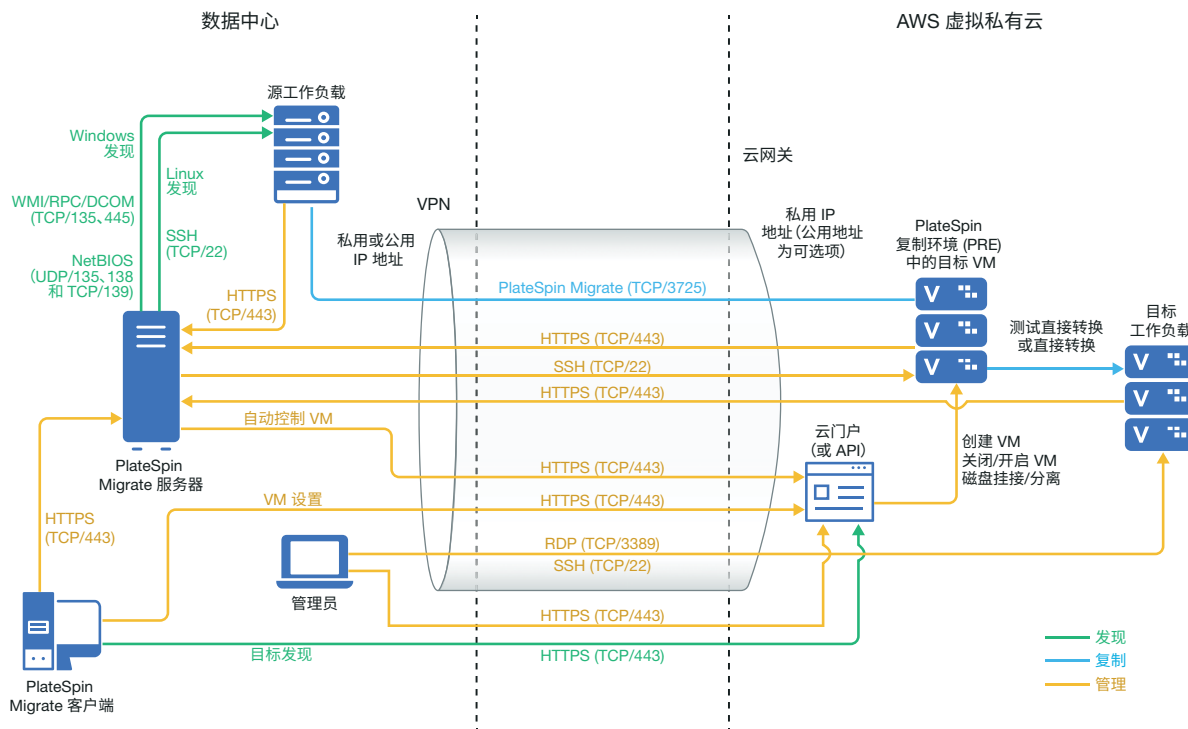 数据中心
AWS 虚拟私有云
源工作负载
Windows
发现
Linux
发现
WMI/RPC/DCOM
(TCP/135、445)
SSH
(TCP/22)
NetBIOS
(UDP/135、138
和 TCP/139)
HTTPS
(TCP/443)
VPN
私用或公用
IP 地址
云网关
私用 IP
地址（公用地址
为可选项）
PlateSpin
复制环境 (PRE)
中的目标 VM
PlateSpin Migrate (TCP/3725)
V
V
V
目标
工作负载
测试直接转换
或直接转换
V
V
V
HTTPS (TCP/443)
SSH (TCP/22)
HTTPS (TCP/443)
自动控制 VM
PlateSpin
Migrate 服务器
云门户
（或 API）
HTTPS (TCP/443)
创建 VM
关闭/开启 VM
磁盘挂接/分离
VM 设置
HTTPS (TCP/443)
HTTPS
(TCP/443)
RDP (TCP/3389)
SSH (TCP/22)
管理员
HTTPS (TCP/443)
目标发现
HTTPS (TCP/443)
PlateSpin
Migrate 客户端
发现
复制
管理